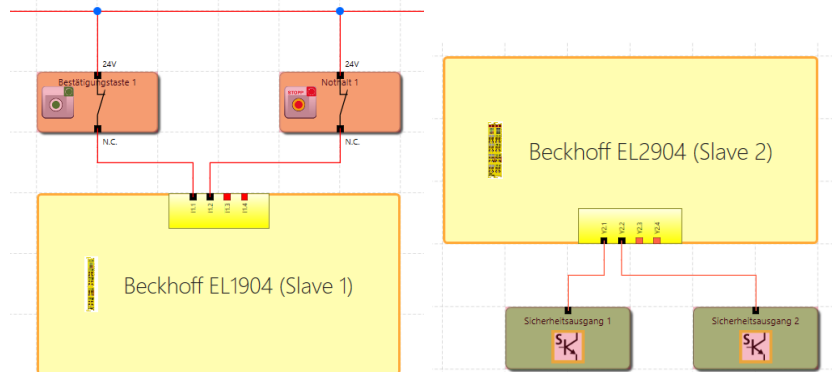 24V
24V
Bestätigungstaste 1
Nothalt 1
STOPP
N.C.
N.C.
I1.1
I1.2
I1.3
I1.4
Beckhoff EL1904 (Slave 1)
Beckhoff EL2904 (Slave 2)
Y2.1
Y2.2
Y2.3
Y2.4
Sicherheitsausgang 1
Sicherheitsausgang 2
S
S